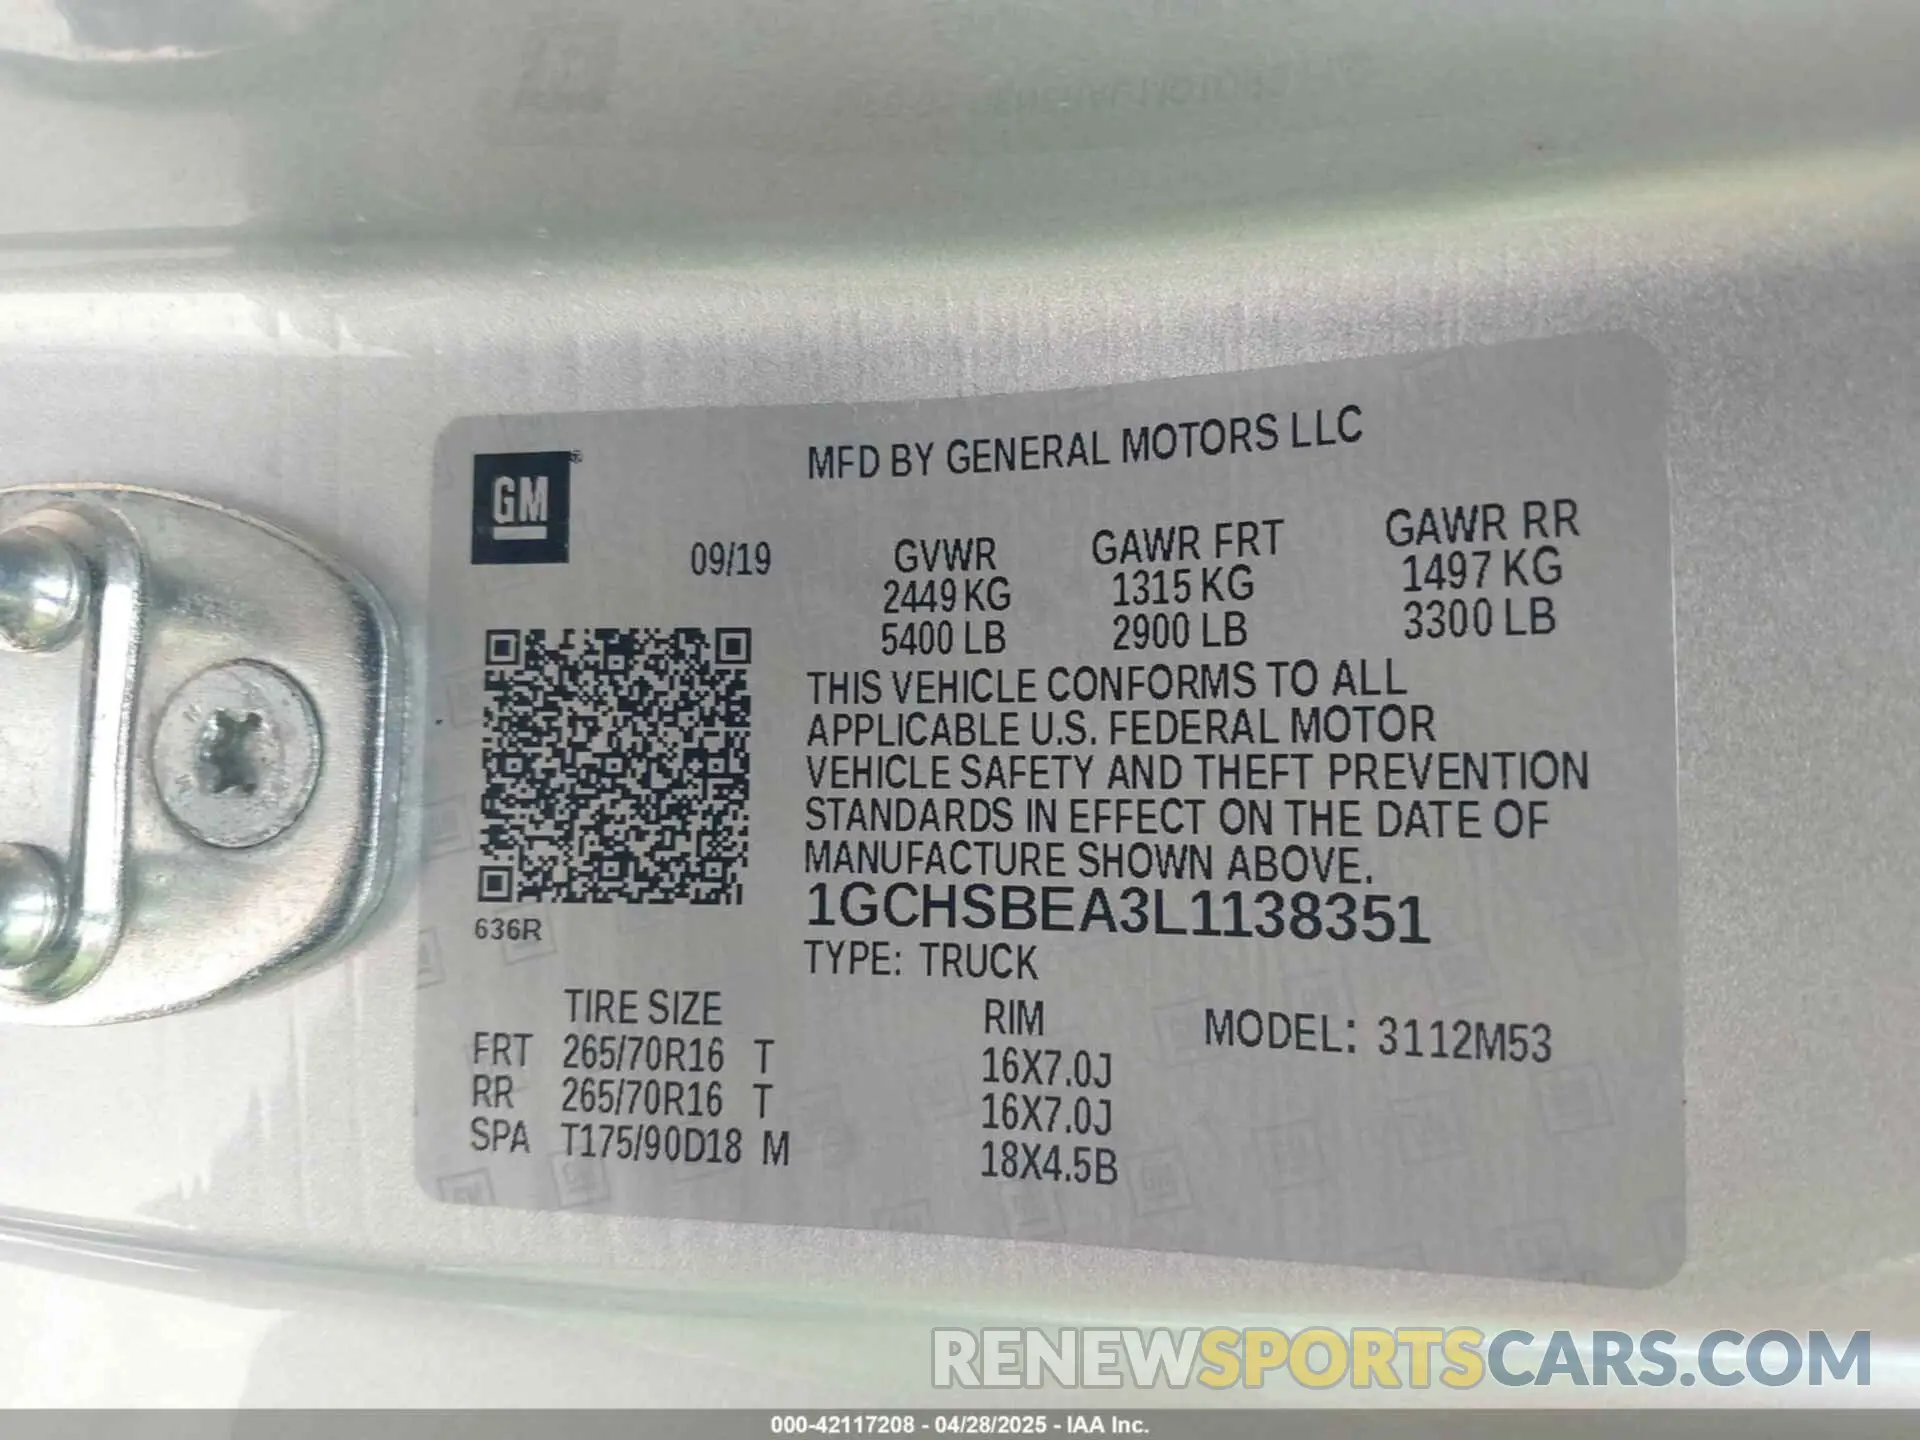 MFD BY GENERAL MOTORS LLC
GM
®
09/19
GVWR GAWR FRT GAWR RR
2449 KG 1315 KG 1497 KG
5400 LB 2900 LB 3300 LB
THIS VEHICLE CONFORMS TO ALL
APPLICABLE U.S. FEDERAL MOTOR
VEHICLE SAFETY AND THEFT PREVENTION
STANDARDS IN EFFECT ON THE DATE OF
MANUFACTURE SHOWN ABOVE.
1GCHSBEA3L1138351
636R
TYPE: TRUCK
TIRE SIZE RIM MODEL: 3112M53
FRT 265/70R16 T 16X7.0J
RR 265/70R16 T 16X7.0J
SPA T175/90D18 M 18X4.5B
RENEWSPORTSCARS.COM
000-42117208 - 04/28/2025 - IAA Inc.